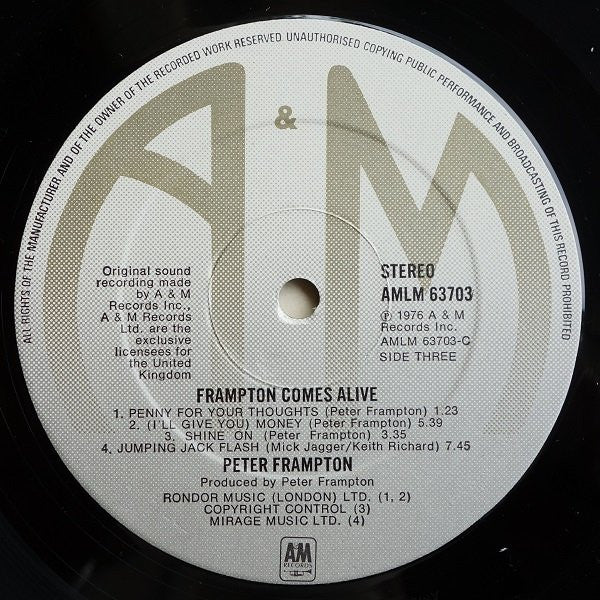 ALL RIGHTS OF THE MANUFACTURER AND OF THE OWNER OF THE RECORDED WORK RESERVED UNAUTHORISED COPYING PUBLIC PERFORMANCE AND BROADCASTING OF THIS RECORD PROHIBITED
A & M
Original sound
recording made
by A & M
Records Inc.,
A & M Records
Ltd. are the
exclusive
licensees for
the United
Kingdom
STEREO
AMLM 63703
℗ 1976 A & M
Records Inc.
AMLM 63703-C
SIDE THREE
FRAMPTON COMES ALIVE
1. PENNY FOR YOUR THOUGHTS (Peter Frampton) 1.23
2. (I'LL GIVE YOU) MONEY (Peter Frampton) 5.39
3. SHINE ON (Peter Frampton) 3.35
4. JUMPING JACK FLASH (Mick Jagger/Keith Richard) 7.45
PETER FRAMPTON
Produced by Peter Frampton
RONDOR MUSIC (LONDON) LTD. (1, 2)
COPYRIGHT CONTROL (3)
MIRAGE MUSIC LTD. (4)
AM
RECORDS